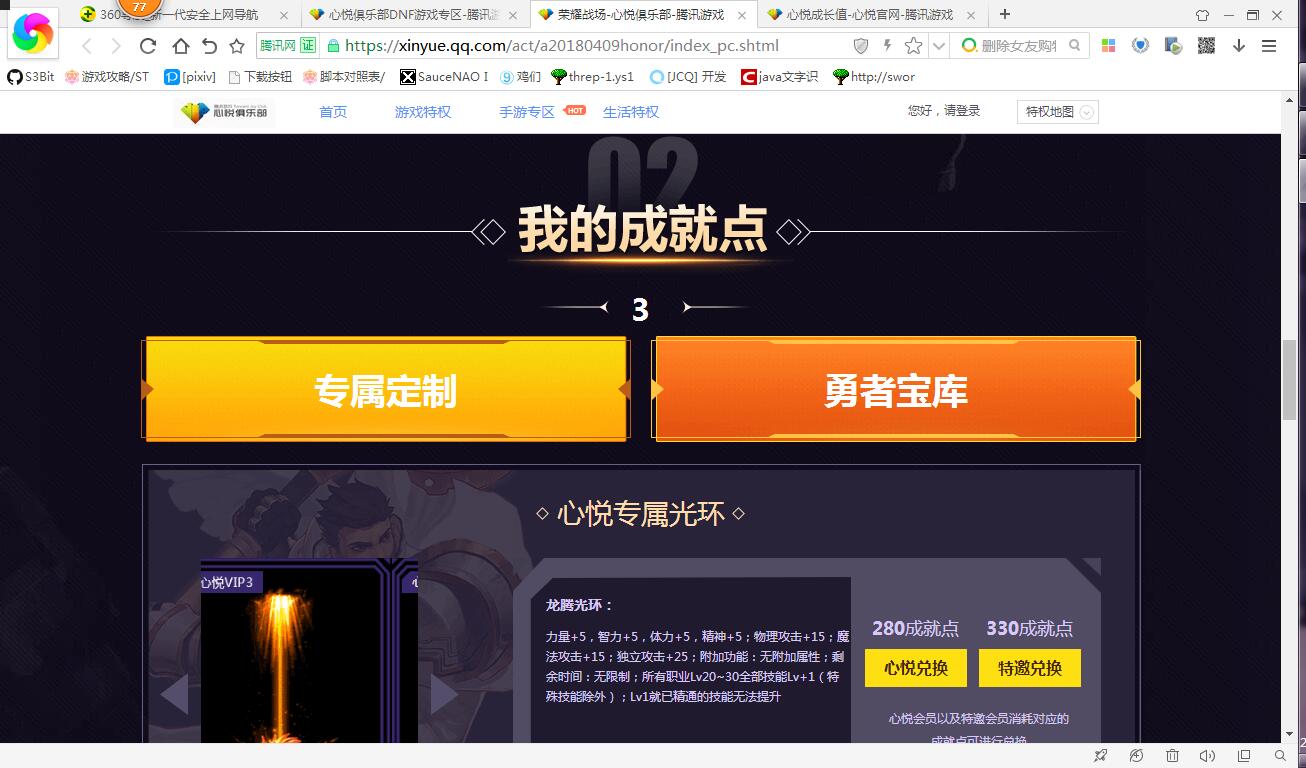 77
360导航_新一代安全上网导航
心悦俱乐部DNF游戏专区-腾讯游
荣耀战场-心悦俱乐部-腾讯游戏
心悦成长值-心悦官网-腾讯游戏
腾讯网 证 https://xinyue.qq.com/act/a20180409honor/index_pc.shtml
删除女友购物
S3Bit 游戏攻略/ST [pixiv] 下载按钮 脚本对照表/ SauceNAO I 鸡们 threp-1.ys1 [JCQ] 开发 java文字识 http://swor
心悦俱乐部
首页 游戏特权 手游专区 HOT 生活特权
您好，请登录
特权地图
02
我的成就点
3
专属定制
勇者宝库
心悦专属光环
心悦VIP3
龙腾光环：
力量+5，智力+5，体力+5，精神+5；物理攻击+15；魔
法攻击+15；独立攻击+25；附加功能：无附加属性；剩
余时间：无限制；所有职业Lv20~30全部技能Lv+1（特
殊技能除外）；Lv1就已精通的技能无法提升
280成就点 330成就点
心悦兑换 特邀兑换
心悦会员以及特邀会员消耗对应的
成就点可进行兑换